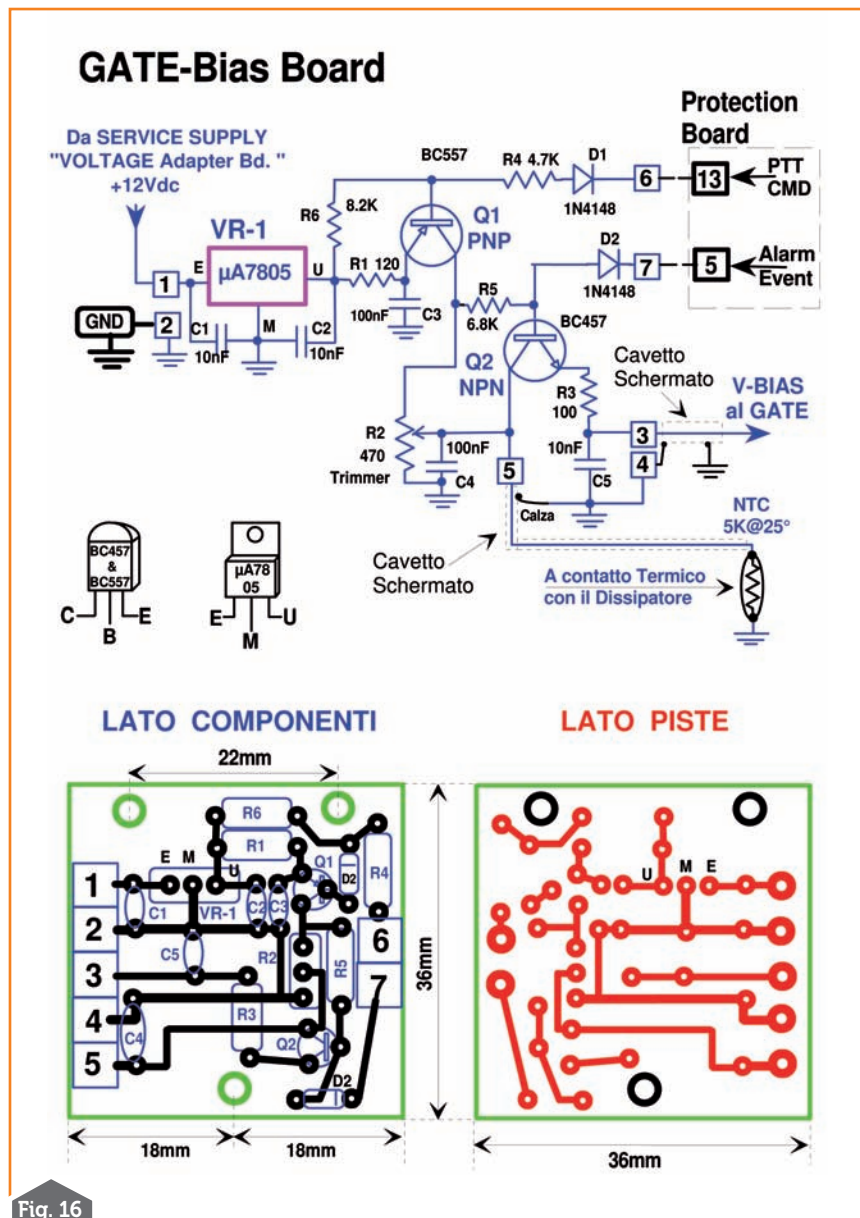 GATE-Bias Board
Da SERVICE SUPPLY
"VOLTAGE Adapter Bd. "
+12Vdc
Protection
Board
BC557
R4 4.7K
D1
1N4148
6
13
PTT
CMD
R6
8.2K
Q1
PNP
VR-1
1
E
µA7805
U
R1 120
D2
7
5
Alarm
Event
1N4148
GND
2
M
C1
10nF
C2
10nF
100nF
C3
R5
6.8K
BC457
Q2
NPN
R3
100
Cavetto
Schermato
V-BIAS
al GATE
R2
470
Trimmer
100nF
C4
5
10nF
C5
3
4
Calza
NTC
5K@25°
Cavetto
Schermato
A contatto Termico
con il Dissipatore
BC457
&
BC557
C
B
E
µA78
05
E
M
U
LATO COMPONENTI
LATO PISTE
22mm
R6
R1
E M
U
Q1
D2
R4
1
C1
VR-1
C2
C3
2
6
3
C5
R2
R5
7
4
R3
C4
Q2
5
D2
36mm
18mm
18mm
U
M
E
36mm
Fig. 16